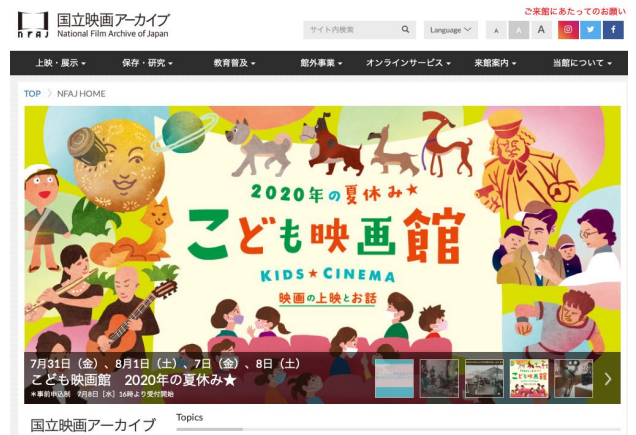 ご来館にあたってのお願い
国立映画アーカイブ
NFAJ National Film Archive of Japan
サイト内検索
Language
A A A
上映・展示 保存・研究 教育普及 館外事業 オンラインサービス 来館案内 当館について
TOP 〉 NFAJ HOME
2020年の夏休み★
こども映画館
KIDS★CINEMA
映画の上映とお話
7月31日（金）、8月1日（土）、7日（金）、8日（土）
こども映画館 2020年の夏休み★
＊事前申込制 7月8日［水］16時より受付開始
国立映画アーカイブ
Topics